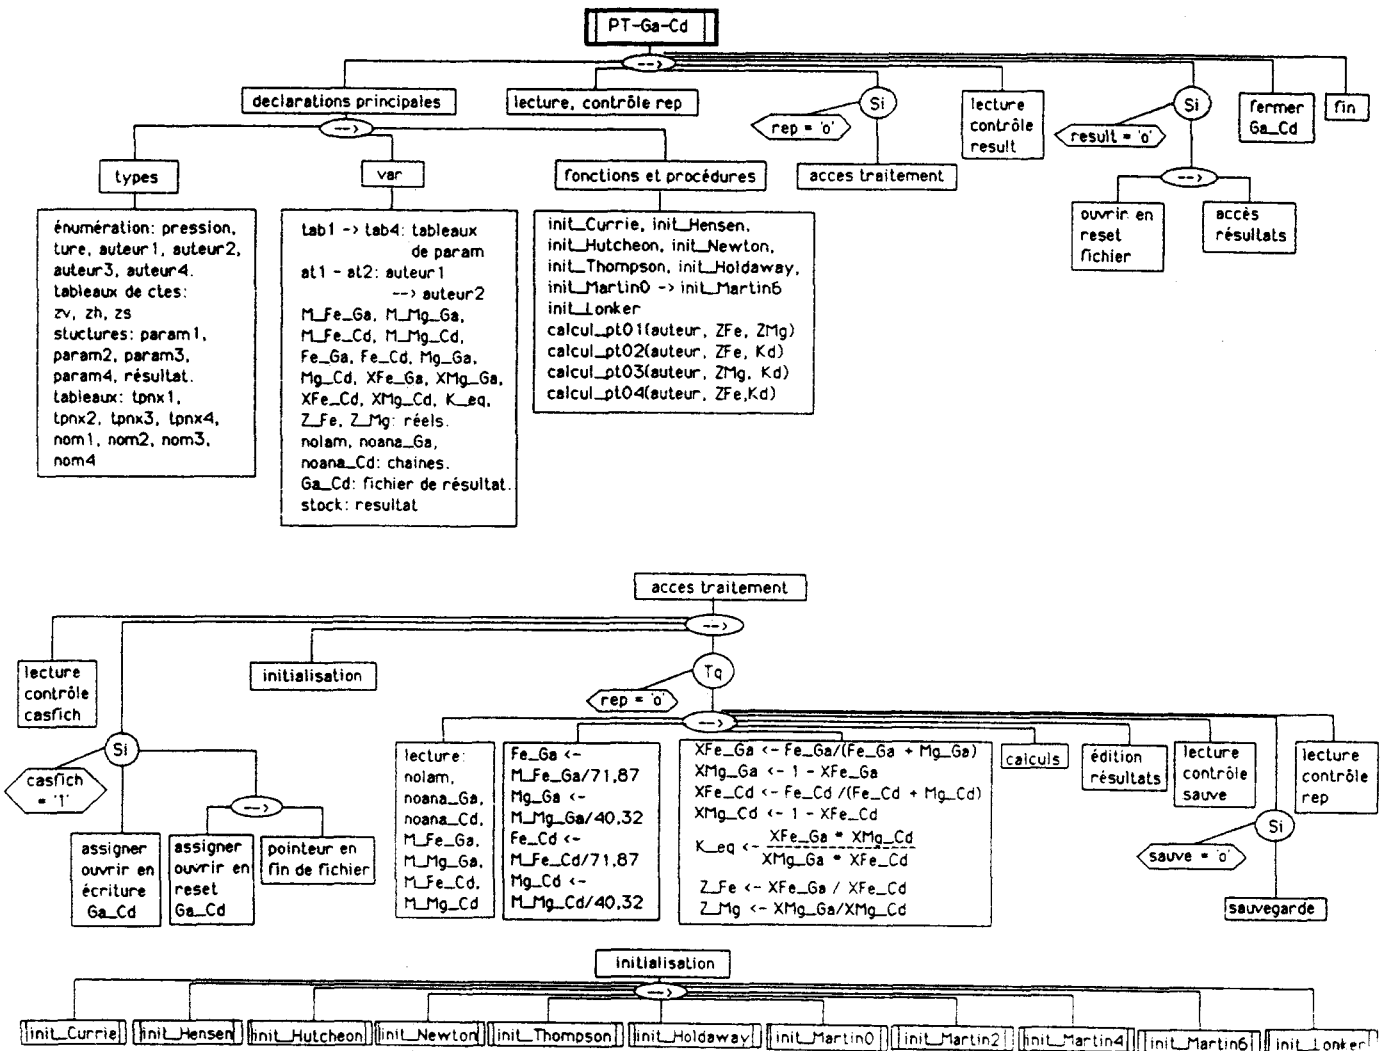 PT-Ga-Cd
-->
declarations principales
lecture, contrôle rep
Si
rep = 'o'
acces traitement
lecture
contrôle
result
Si
result = 'o'
fermer
Ga_Cd
fin
-->
types
var
fonctions et procédures
-->
ouvrir en
reset
fichier
accès
résultats
énumération: pression,
ture, auteur1, auteur2,
auteur3, auteur4.
tableaux de ctes:
zv, zh, zs
stuctures: param1,
param2, param3,
param4, résultat.
tableaux: tpnx1,
tpnx2, tpnx3, tpnx4,
nom1, nom2, nom3,
nom4
tab1 -> tab4: tableaux
de param
at1 - at2: auteur1
--> auteur2
M_Fe_Ga, M_Mg_Ga,
M_Fe_Cd, M_Mg_Cd,
Fe_Ga, Fe_Cd, Mg_Ga,
Mg_Cd, XFe_Ga, XMg_Ga,
XFe_Cd, XMg_Cd, K_eq,
Z_Fe, Z_Mg: réels.
nolam, noana_Ga,
noana_Cd: chaines.
Ga_Cd: fichier de résultat.
stock: resultat
init_Currie, init_Hensen,
init_Hutcheon, init_Newton,
init_Thompson, init_Holdaway,
init_Martin0 -> init_Martin6
init_Lonker
calcul_pt01(auteur, ZFe, ZMg)
calcul_pt02(auteur, ZFe, Kd)
calcul_pt03(auteur, ZMg, Kd)
calcul_pt04(auteur, ZFe,Kd)
acces traitement
-->
lecture
contrôle
casfich
Si
casfich
= '1'
assigner
ouvrir en
écriture
Ga_Cd
-->
assigner
ouvrir en
reset
Ga_Cd
pointeur en
fin de fichier
initialisation
Tq
rep = 'o'
-->
lecture:
nolam,
noana_Ga,
noana_Cd,
M_Fe_Ga,
M_Mg_Ga,
M_Fe_Cd,
M_Mg_Cd
Fe_Ga <-
M_Fe_Ga/71,87
Mg_Ga <-
M_Mg_Ga/40,32
Fe_Cd <-
M_Fe_Cd/71,87
Mg_Cd <-
M_Mg_Cd/40,32
XFe_Ga <- Fe_Ga/(Fe_Ga + Mg_Ga)
XMg_Ga <- 1 - XFe_Ga
XFe_Cd <- Fe_Cd /(Fe_Cd + Mg_Cd)
XMg_Cd <- 1 - XFe_Cd
K_eq <- XFe_Ga * XMg_Cd
XMg_Ga * XFe_Cd
Z_Fe <- XFe_Ga / XFe_Cd
Z_Mg <- XMg_Ga/XMg_Cd
calculs
édition
résultats
lecture
contrôle
sauve
Si
sauve = 'o'
sauvegarde
lecture
contrôle
rep
initialisation
-->
init_Currie
init_Hensen
init_Hutcheon
init_Newton
init_Thompson
init_Holdaway
init_Martin0
init_Martin2
init_Martin4
init_Martin6
init_Lonker